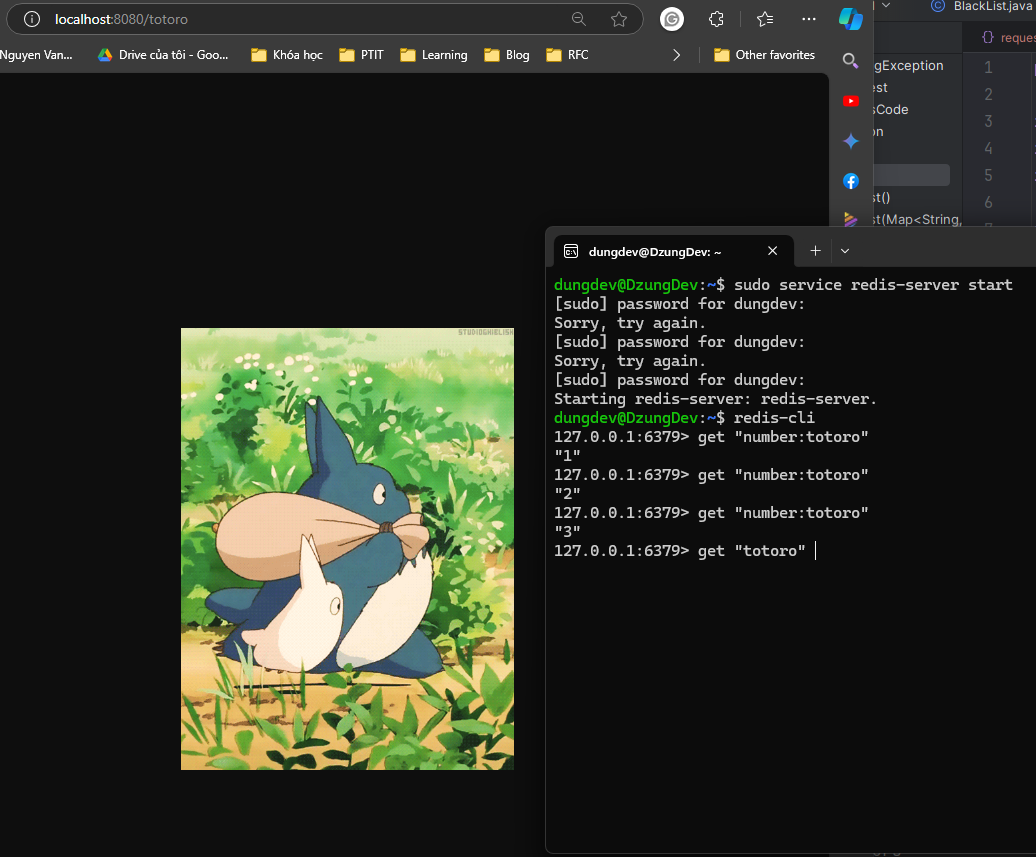 localhost:8080/totoro
BlackList.java
Nguyen Van...
Drive của tôi - Goo...
Khóa học
PTIT
Learning
Blog
RFC
Other favorites
{} reques
gException
est
sCode
on
st()
st(Map<String,
1
2
3
4
5
6
STUDIOGHIBLISH
dungdev@DzungDev: ~
dungdev@DzungDev:~$ sudo service redis-server start
[sudo] password for dungdev:
Sorry, try again.
[sudo] password for dungdev:
Sorry, try again.
[sudo] password for dungdev:
Starting redis-server: redis-server.
dungdev@DzungDev:~$ redis-cli
127.0.0.1:6379> get "number:totoro"
"1"
127.0.0.1:6379> get "number:totoro"
"2"
127.0.0.1:6379> get "number:totoro"
"3"
127.0.0.1:6379> get "totoro"